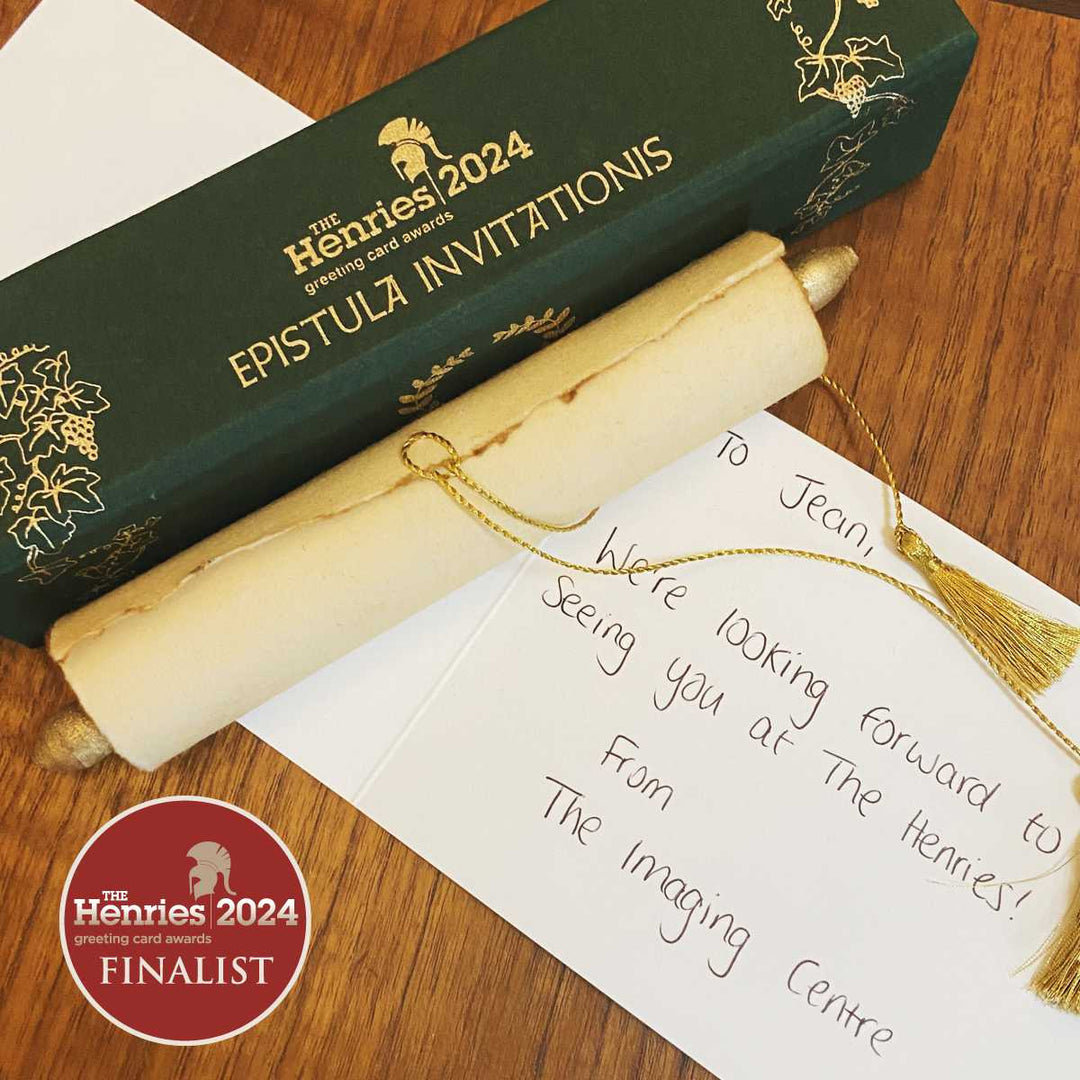 THE
Henries 2024
greeting card awards
EPISTULA INVITATIONIS
To Jean,
We're looking forward to
seeing you at The Henries!
From
The Imaging Centre
THE
Henries 2024
greeting card awards
FINALIST